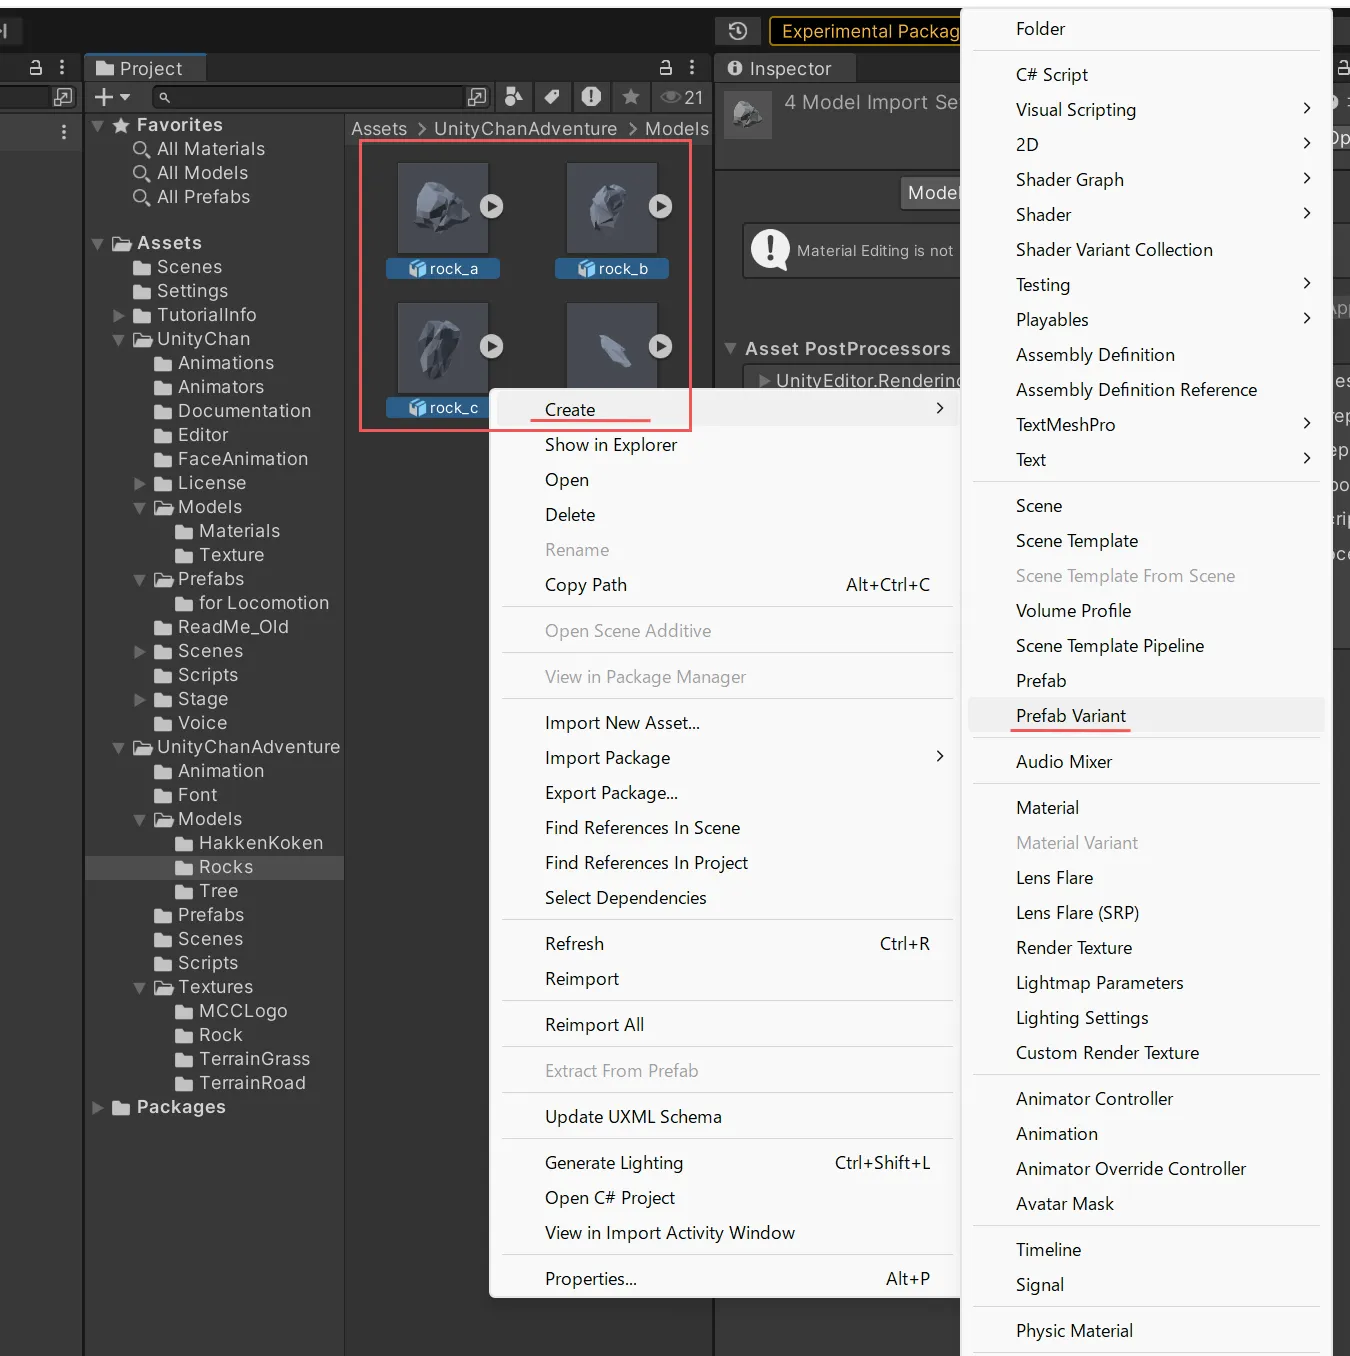 Experimental Packag
Project
Inspector
21
Favorites
All Materials
All Models
All Prefabs
Assets
Scenes
Settings
TutorialInfo
UnityChan
Animations
Animators
Documentation
Editor
FaceAnimation
License
Models
Materials
Texture
Prefabs
for Locomotion
ReadMe_Old
Scenes
Scripts
Stage
Voice
UnityChanAdventure
Animation
Font
Models
HakkenKoken
Rocks
Tree
Prefabs
Scenes
Scripts
Textures
MCCLogo
Rock
TerrainGrass
TerrainRoad
Packages
Assets > UnityChanAdventure > Models
rock_a
rock_b
rock_c
4 Model Import Se
Model
Material Editing is not
Asset PostProcessors
UnityEditor.Rendering
Create
Show in Explorer
Open
Delete
Rename
Copy Path Alt+Ctrl+C
Open Scene Additive
View in Package Manager
Import New Asset...
Import Package
Export Package...
Find References In Scene
Find References In Project
Select Dependencies
Refresh Ctrl+R
Reimport
Reimport All
Extract From Prefab
Update UXML Schema
Generate Lighting Ctrl+Shift+L
Open C# Project
View in Import Activity Window
Properties... Alt+P
Folder
C# Script
Visual Scripting
2D
Shader Graph
Shader
Shader Variant Collection
Testing
Playables
Assembly Definition
Assembly Definition Reference
TextMeshPro
Text
Scene
Scene Template
Scene Template From Scene
Volume Profile
Scene Template Pipeline
Prefab
Prefab Variant
Audio Mixer
Material
Material Variant
Lens Flare
Lens Flare (SRP)
Render Texture
Lightmap Parameters
Lighting Settings
Custom Render Texture
Animator Controller
Animation
Animator Override Controller
Avatar Mask
Timeline
Signal
Physic Material